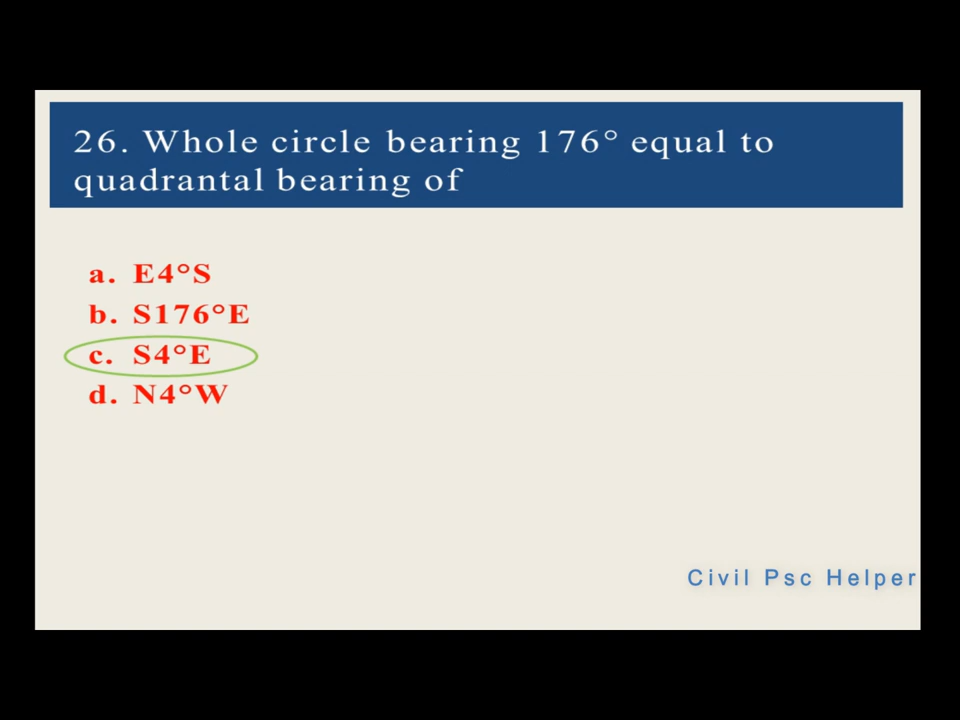 26. Whole circle bearing 176° equal to
quadrantal bearing of
a. E4°S
b. S176°E
c. S4°E
d. N4°W
Civil Psc Helper